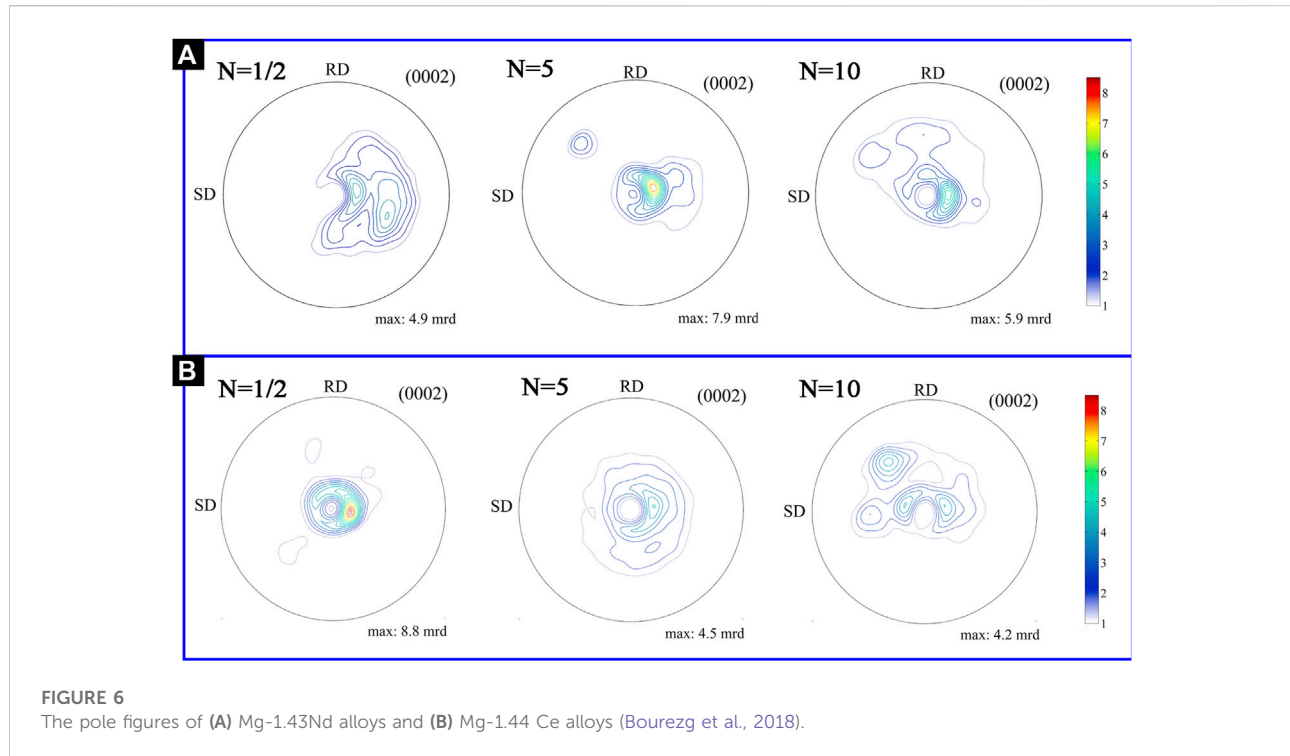 A
N=1/2 RD (0002)
SD
max: 4.9 mrd
N=5 RD (0002)
max: 7.9 mrd
N=10 RD (0002)
SD
max: 5.9 mrd
8
7
6
5
4
3
2
1
B
N=1/2 RD (0002)
SD
max: 8.8 mrd
N=5 RD (0002)
SD
max: 4.5 mrd
N=10 RD (0002)
SD
max: 4.2 mrd
8
7
6
5
4
3
2
1
FIGURE 6
The pole figures of (A) Mg-1.43Nd alloys and (B) Mg-1.44 Ce alloys (Bourezg et al., 2018).